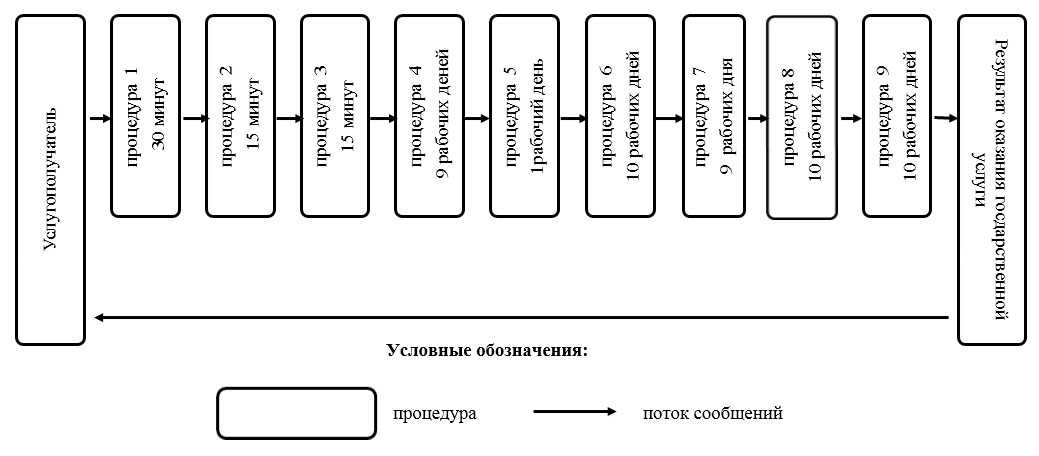 Услугополучатель
процедура 1
30 минут
процедура 2
15 минут
процедура 3
15 минут
процедура 4
9 рабочих деней
процедура 5
1рабочий день
процедура 6
10 рабочих дней
процедура 7
9 рабочих дня
процедура 8
10 рабочих дней
процедура 9
10 рабочих дней
Результат оказания госдарственной
услуги
Условные обозначения:
процедура
поток сообщений